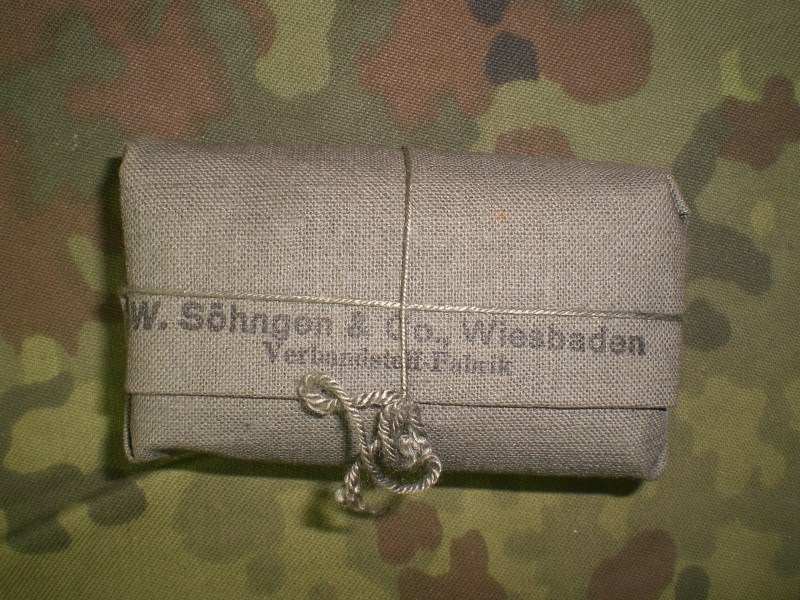 W. Söhngen & Co., Wiesbaden
Verbandstoff-Fabrik